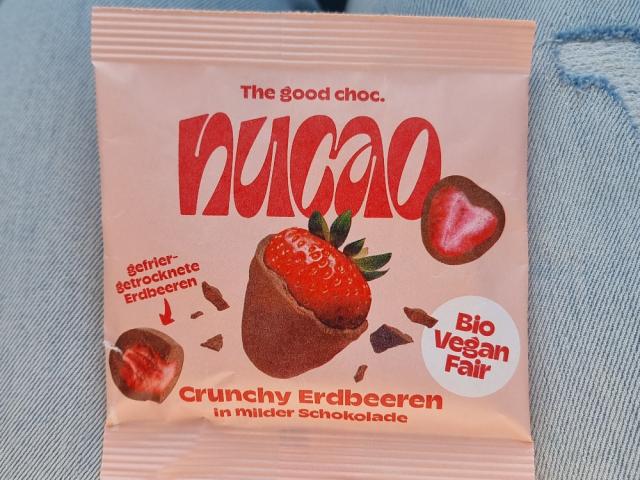 The good choc.
nucao
gefrier-
getrocknete
Erdbeeren
Bio
Vegan
Fair
Crunchy Erdbeeren
in milder Schokolade